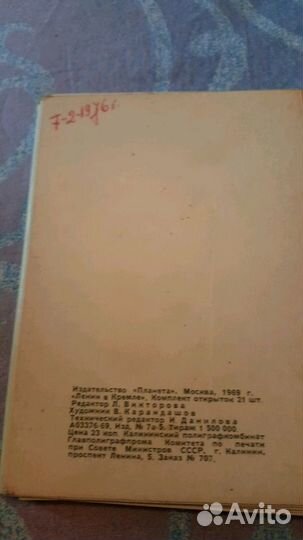 7-2-1976 г.
Издательство «Планета». Москва, 1969 г.
«Ленин в Кремле». Комплект открыток 21 шт.
Редактор Л. Викторова
Художник В. Карандашов
Технический редактор И. Данилова
А03376-69, Изд. № 7а-5. Тираж 1 500 000
Цена 23 коп. Калининский полиграфкомбинат
Главполиграфпрома Комитета по печати
при Совете Министров СССР, г. Калинин,
проспект Ленина, 5. Заказ № 707.
Avito